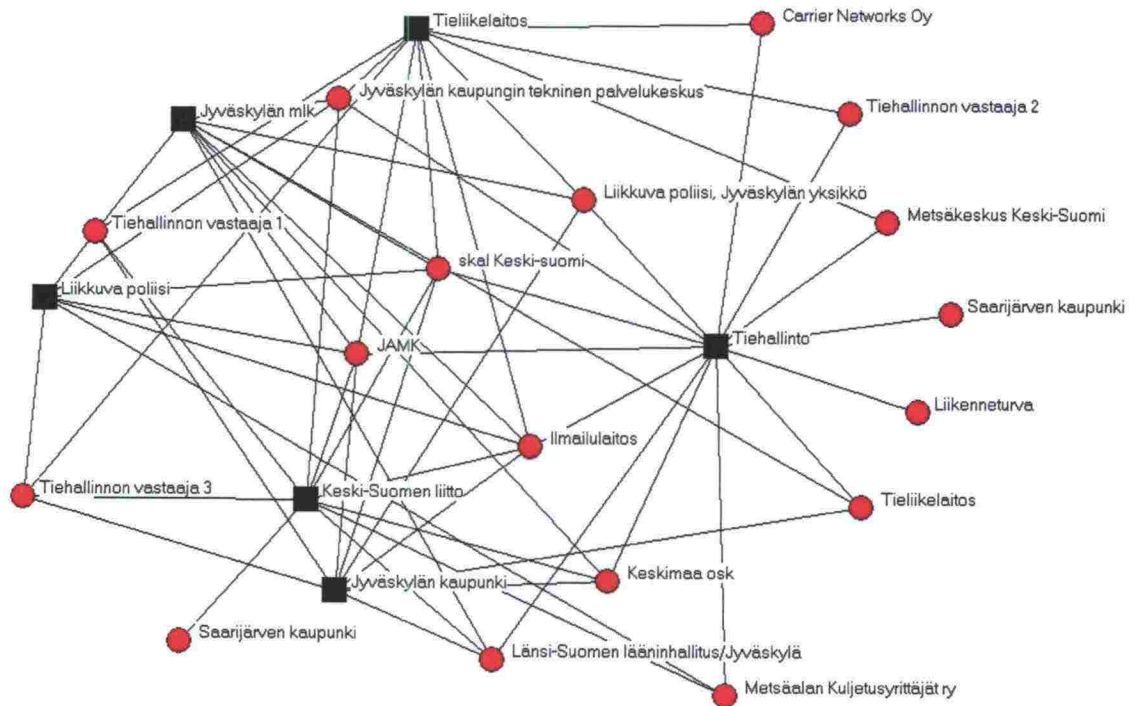 Tieliikelaitos
Carrier Networks Oy
Jyväskylän kaupungin tekninen palvelukeskus
Jyväskylän mlk
Tiehallinnon vastaaja 2
Liikkuva poliisi, Jyväskylän yksikkö
Tiehallinnon vastaaja 1
Metsäkeskus Keski-Suomi
skal Keski-suomi
Liikkuva poliisi
Saarijärven kaupunki
Tiehallinto
JAMK
Liikenneturva
Ilmailulaitos
Tiehallinnon vastaaja 3
Keski-Suomen liitto
Tieliikelaitos
Keskimaa osk
Jyväskylän kaupunki
Saarijärven kaupunki
Länsi-Suomen lääninhallitus/Jyväskylä
Metsäalan Kuljetusyrittäjät ry